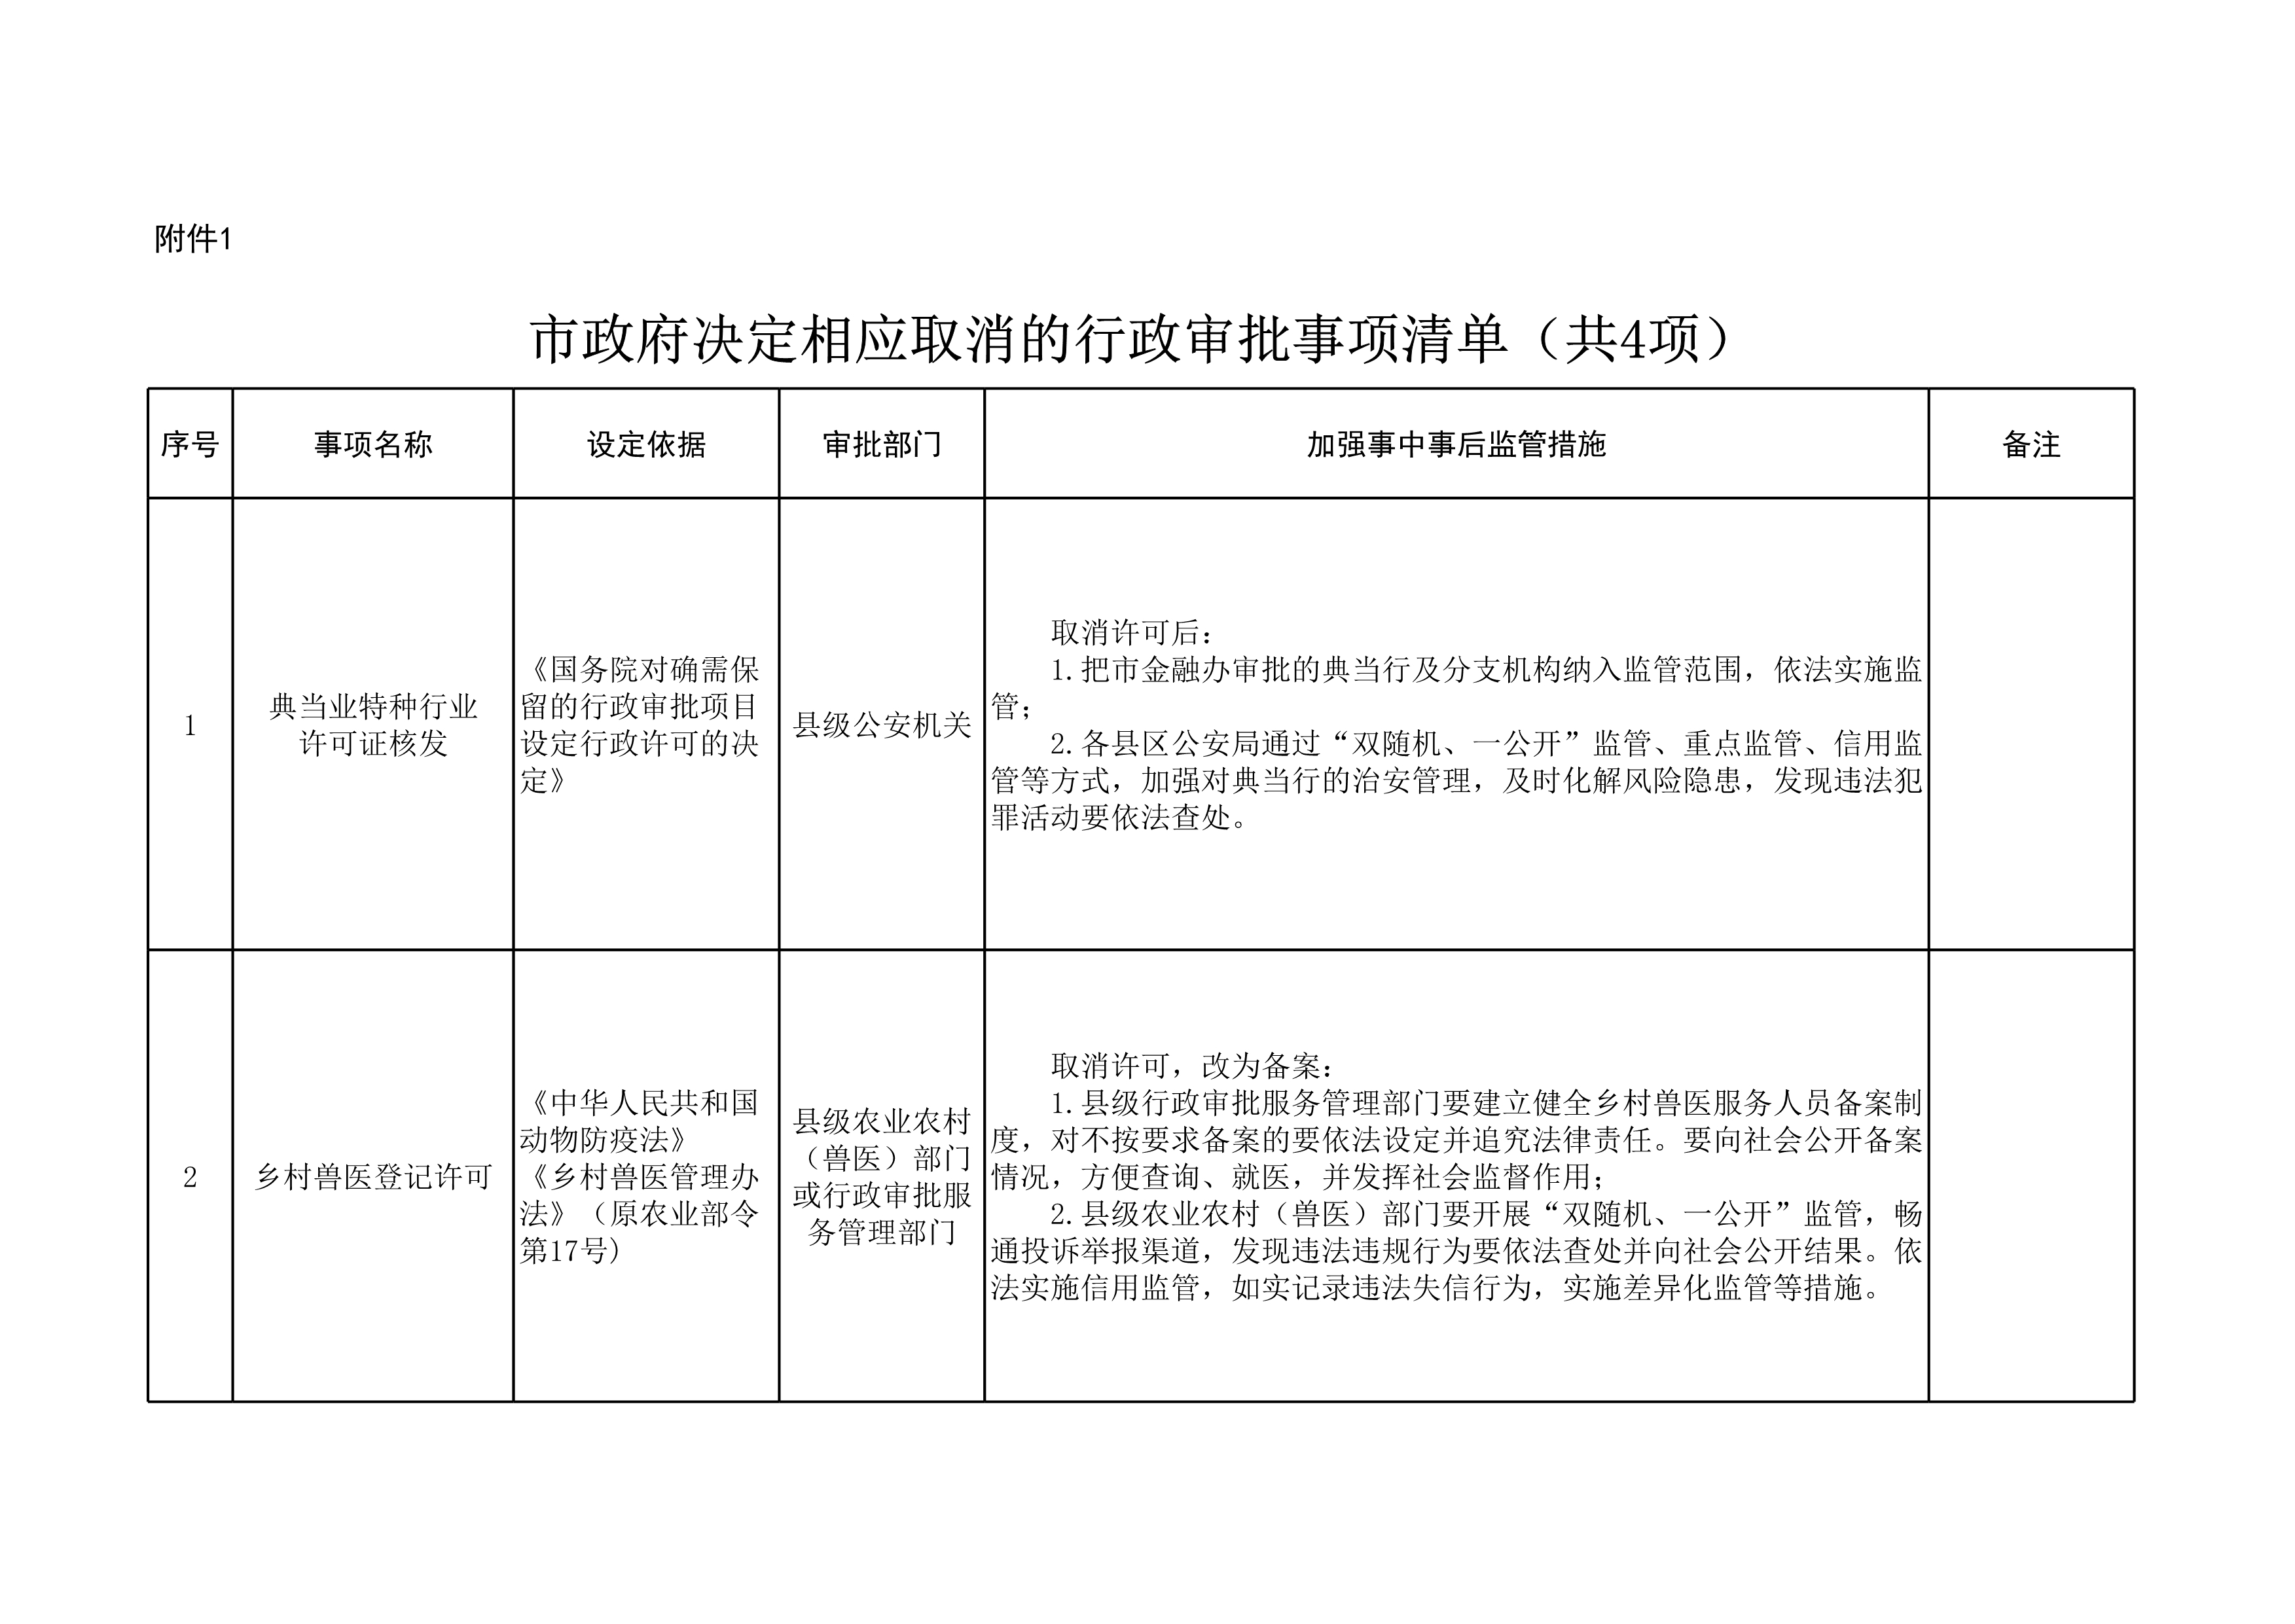 附件1
市政府决定相应取消的行政审批事项清单（共4项）
序号 事项名称 设定依据 审批部门 加强事中事后监管措施 备注
1
典当业特种行业
许可证核发
《国务院对确需保
留的行政审批项目
设定行政许可的决
定》
县级公安机关
取消许可后：
1.把市金融办审批的典当行及分支机构纳入监管范围，依法实施监
管；
2.各县区公安局通过“双随机、一公开”监管、重点监管、信用监
管等方式，加强对典当行的治安管理，及时化解风险隐患，发现违法犯
罪活动要依法查处。
2
乡村兽医登记许可
《中华人民共和国
动物防疫法》
《乡村兽医管理办
法》（原农业部令
第17号）
县级农业农村
（兽医）部门
或行政审批服
务管理部门
取消许可，改为备案：
1.县级行政审批服务管理部门要建立健全乡村兽医服务人员备案制
度，对不按要求备案的要依法设定并追究法律责任。要向社会公开备案
情况，方便查询、就医，并发挥社会监督作用；
2.县级农业农村（兽医）部门要开展“双随机、一公开”监管，畅
通投诉举报渠道，发现违法违规行为要依法查处并向社会公开结果。依
法实施信用监管，如实记录违法失信行为，实施差异化监管等措施。